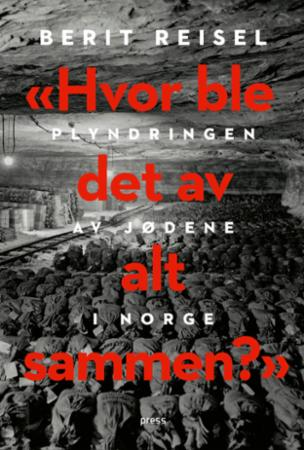 BERIT REISEL
«Hvor ble
PLYNDRINGEN
det av
AV JØDENE
alt
I NORGE
sammen?»
press